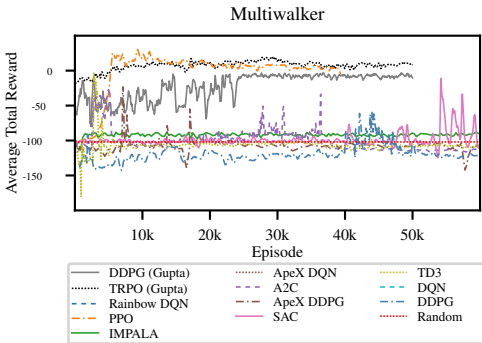 Multiwalker
Average Total Reward
0
-50
-100
-150
10k 20k 30k 40k 50k
Episode
DDPG (Gupta) ApeX DQN TD3
TRPO (Gupta) A2C DQN
Rainbow DQN ApeX DDPG DDPG
PPO SAC Random
IMPALA